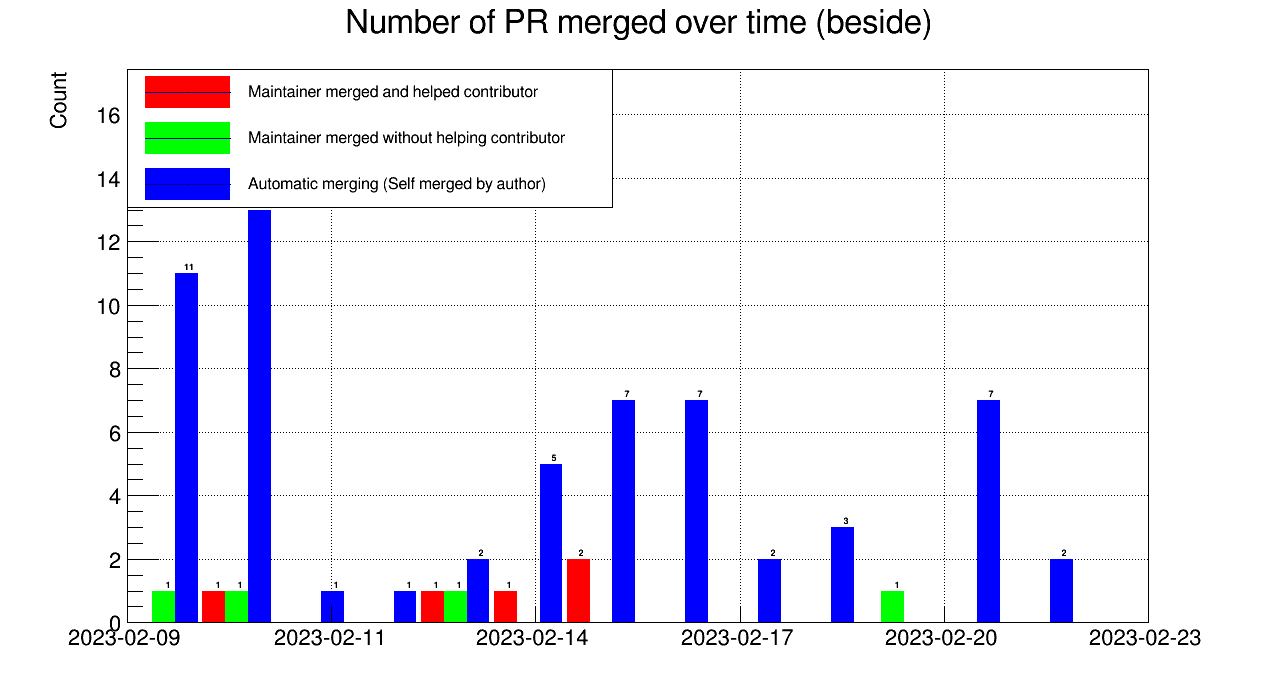 Number of PR merged over time (beside)
Count
Maintainer merged and helped contributor
Maintainer merged without helping contributor
Automatic merging (Self merged by author)
16
14
12
10
8
6
4
2
0
1 11 1 1 1 1 1 1 2 1 5 2 7 7 2 3 1 7 2
2023-02-09 2023-02-11 2023-02-14 2023-02-17 2023-02-20 2023-02-23